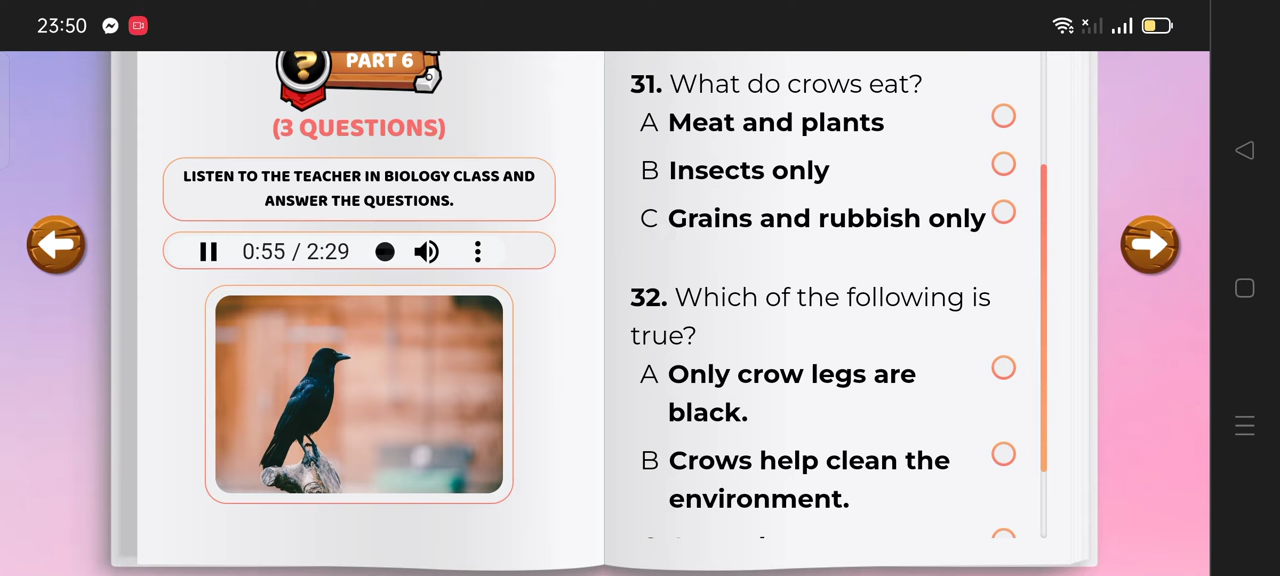 23:50
PART 6
(3 QUESTIONS)
LISTEN TO THE TEACHER IN BIOLOGY CLASS AND
ANSWER THE QUESTIONS.
0:55 / 2:29
31. What do crows eat?
A Meat and plants
B Insects only
C Grains and rubbish only
32. Which of the following is
true?
A Only crow legs are
black.
B Crows help clean the
environment.